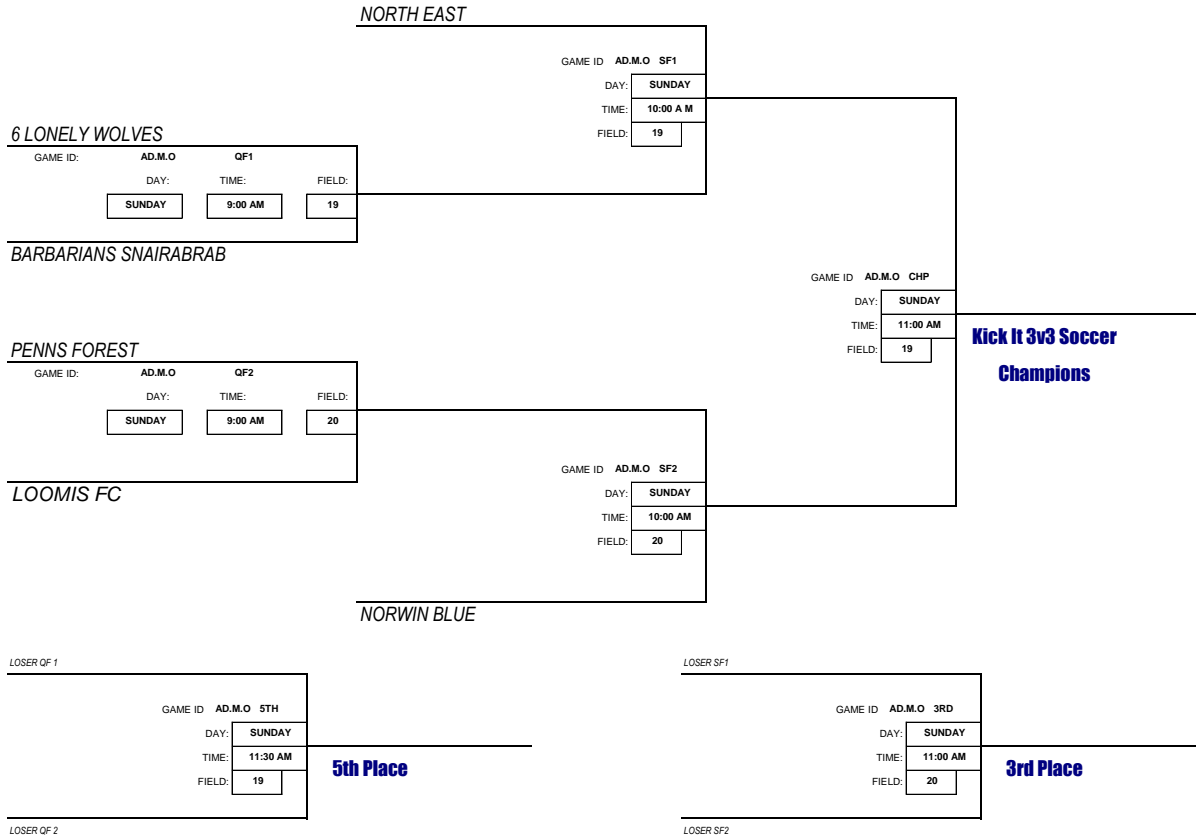 NORTH EAST
GAME ID AD.M.O SF1
DAY: SUNDAY
TIME: 10:00 A M
FIELD: 19
6 LONELY WOLVES
GAME ID: AD.M.O QF1
DAY: TIME: FIELD:
SUNDAY 9:00 AM 19
BARBARIANS SNAIRABRAB
GAME ID AD.M.O CHP
DAY: SUNDAY
TIME: 11:00 AM
FIELD: 19
Kick It 3v3 Soccer
Champions
PENNS FOREST
GAME ID: AD.M.O QF2
DAY: TIME: FIELD:
SUNDAY 9:00 AM 20
LOOMIS FC
GAME ID AD.M.O SF2
DAY: SUNDAY
TIME: 10:00 AM
FIELD: 20
NORWIN BLUE
LOSER QF 1
GAME ID AD.M.O 5TH
DAY: SUNDAY
TIME: 11:30 AM
FIELD: 19
5th Place
LOSER QF 2
LOSER SF1
GAME ID AD.M.O 3RD
DAY: SUNDAY
TIME: 11:00 AM
FIELD: 20
3rd Place
LOSER SF2